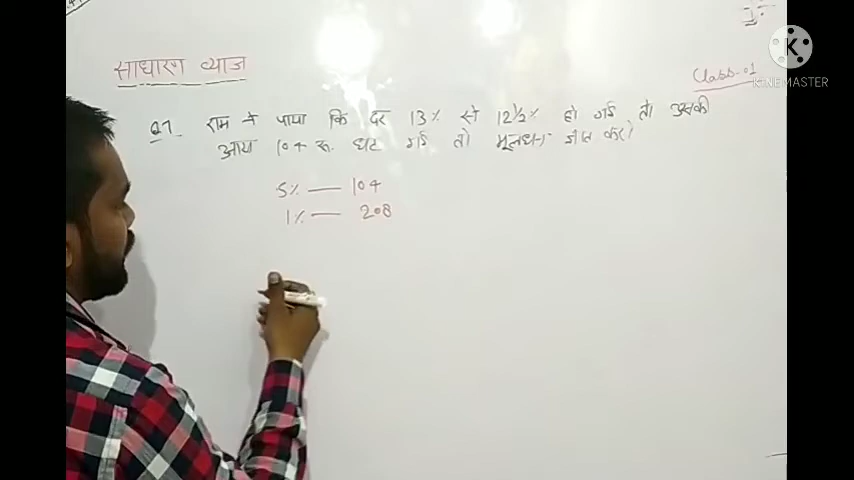 साधारण व्याज
Class-01
KINEMASTER
Q1. राम ने पाया कि दर 13% से 12½% हो गई तो उसकी
आय 104 रू. घट गई तो मूलधन ज्ञात करे?
5% — 104
1% — 208